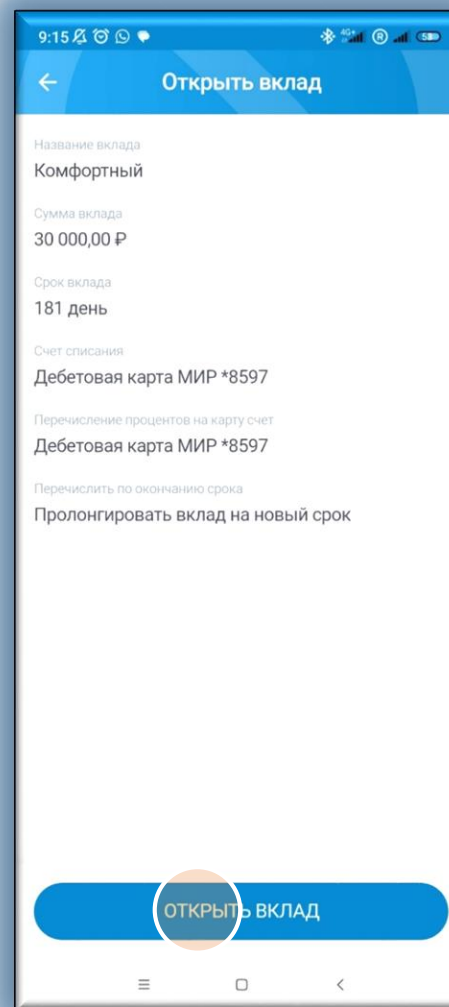 9:15
4G+
R
58
Открыть вклад
Название вклада
Комфортный
Сумма вклада
30 000,00 ₽
Срок вклада
181 день
Счет списания
Дебетовая карта МИР *8597
Перечисление процентов на карту счет
Дебетовая карта МИР *8597
Перечислить по окончанию срока
Пролонгировать вклад на новый срок
ОТКРЫТЬ ВКЛАД